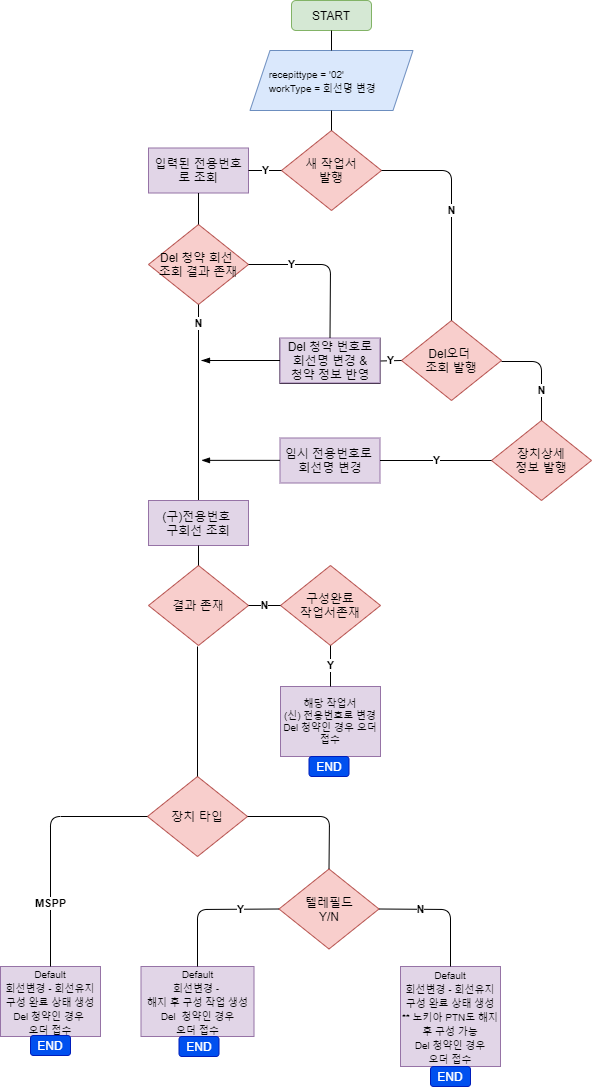 START
recepittype = '02'
workType = 회선명 변경
새 작업서
발행
Y
입력된 전용번호
로 조회
N
Del 청약 회선
조회 결과 존재
Y
N
Del 청약 번호로
회선명 변경 &
청약 정보 반영
Y
Del오더
조회 발행
N
임시 전용번호로
회선명 변경
Y
장치상세
정보 발행
(구)전용번호
구회선 조회
결과 존재
N
구성완료
작업서존재
Y
해당 작업서
(신) 전용번호로 변경
Del 청약인 경우 오더
접수
END
장치 타입
MSPP
텔레필드
Y/N
Y
N
Default
회선변경 - 회선유지
구성 완료 상태 생성
Del 청약인 경우
오더 접수
END
Default
회선변경 -
해지 후 구성 작업 생성
Del 청약인 경우
오더 접수
END
Default
회선변경 - 회선유지
구성 완료 상태 생성
** 노키아 PTN도 해지
후 구성 가능
Del 청약인 경우
오더 접수
END